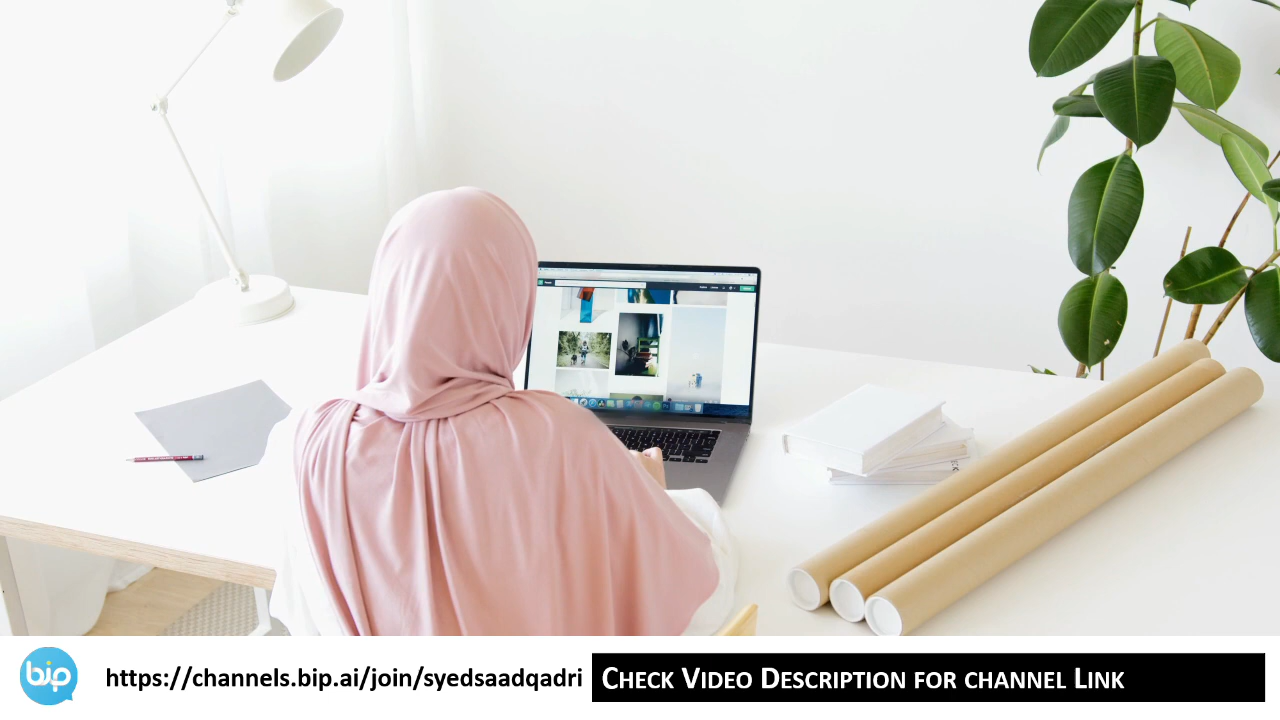 bip
https://channels.bip.ai/join/syedsaadqadri
CHECK VIDEO DESCRIPTION FOR CHANNEL LINK